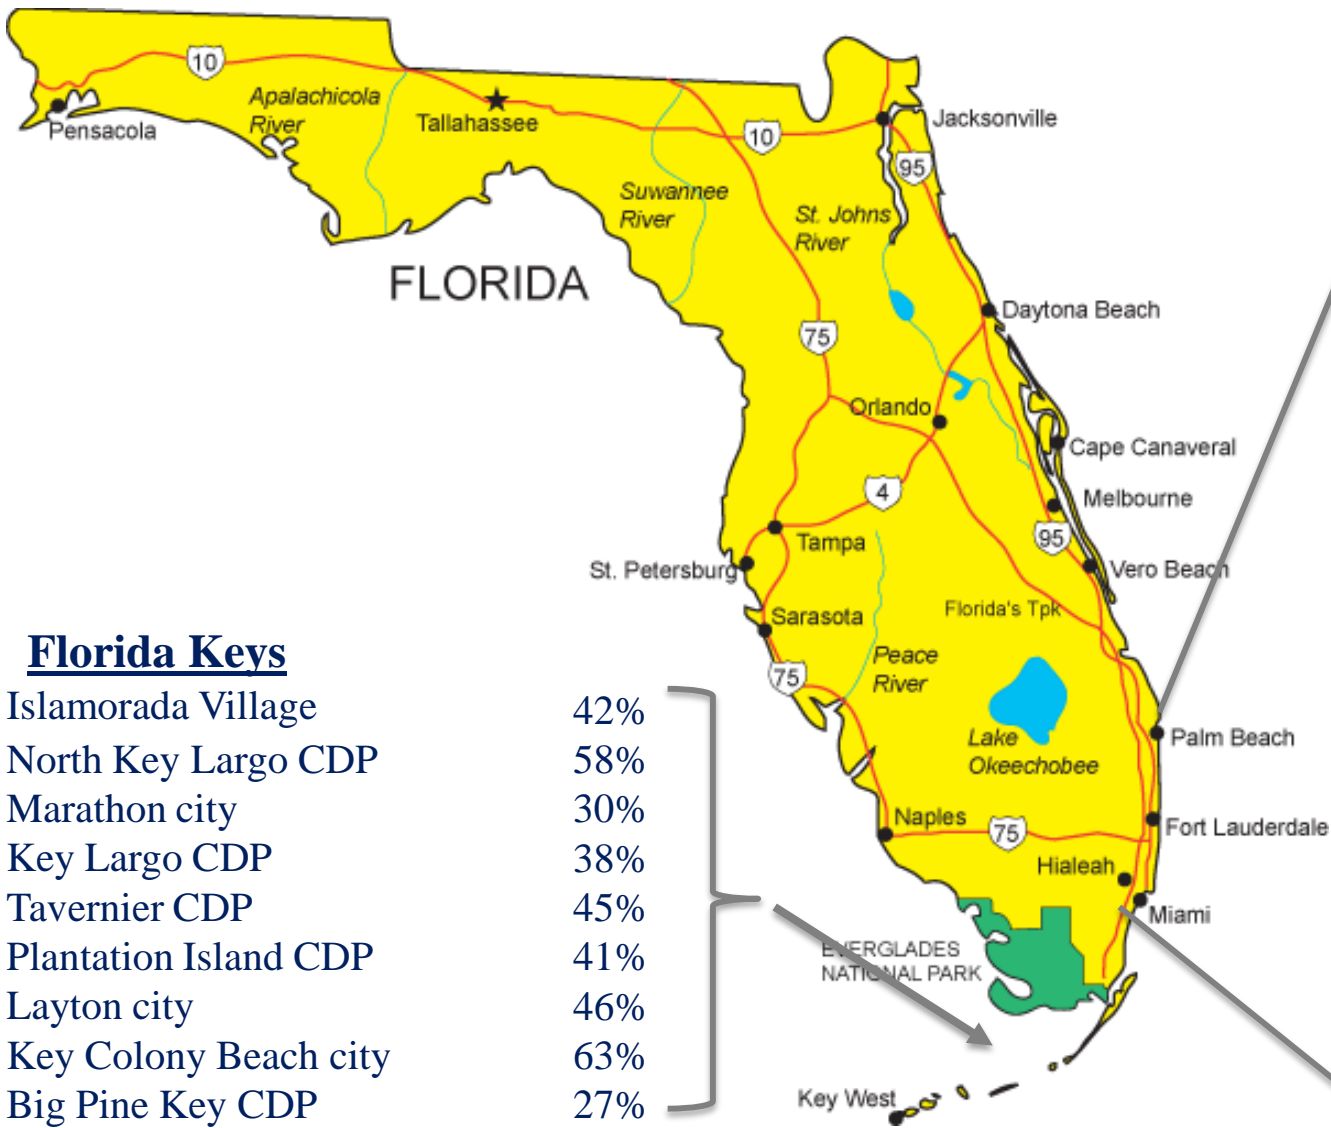 10
Apalachicola
River
Pensacola
Tallahassee
10
Jacksonville
95
Suwannee
River
St. Johns
River
FLORIDA
Daytona Beach
75
Orlando
Cape Canaveral
4
Melbourne
95
Tampa
St. Petersburg
Vero Beach
Florida's Tpk
Sarasota
75
Peace
River
Lake
Okeechobee
Palm Beach
Naples
75
Fort Lauderdale
Hialeah
Miami
EVERGLADES
NATIONAL PARK
Key West
Florida Keys
Islamorada Village 42%
North Key Largo CDP 58%
Marathon city 30%
Key Largo CDP 38%
Tavernier CDP 45%
Plantation Island CDP 41%
Layton city 46%
Key Colony Beach city 63%
Big Pine Key CDP 27%